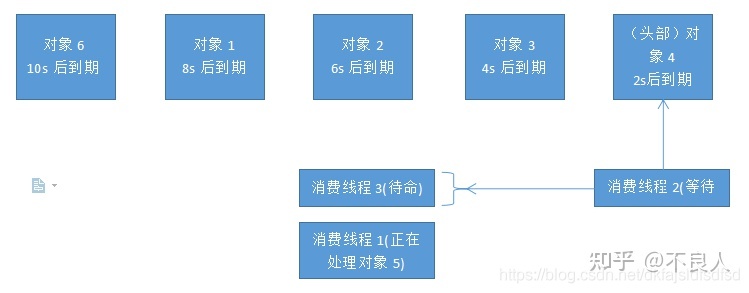 对象 6
10s 后到期
对象 1
8s 后到期
对象 2
6s 后到期
对象 3
4s 后到期
（头部）对
象 4
2s后到期
消费线程 3(待命)
消费线程 2(等待
消费线程 1(正在
处理对象 5)
知乎 @不良人
https://blog.csdn.net/dkfajsldfsdfsd